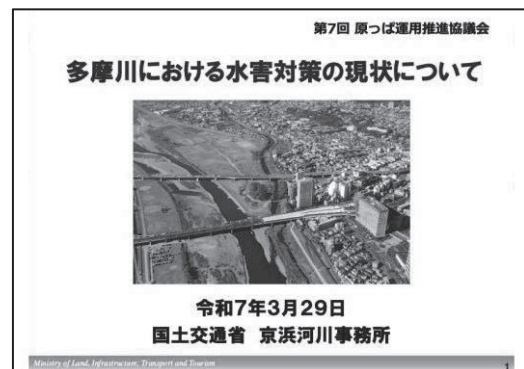 第7回 原っぱ運用推進協議会
多摩川における水害対策の現状について
令和7年3月29日
国土交通省 京浜河川事務所
Ministry of Land, Infrastructure, Transport and Tourism
1